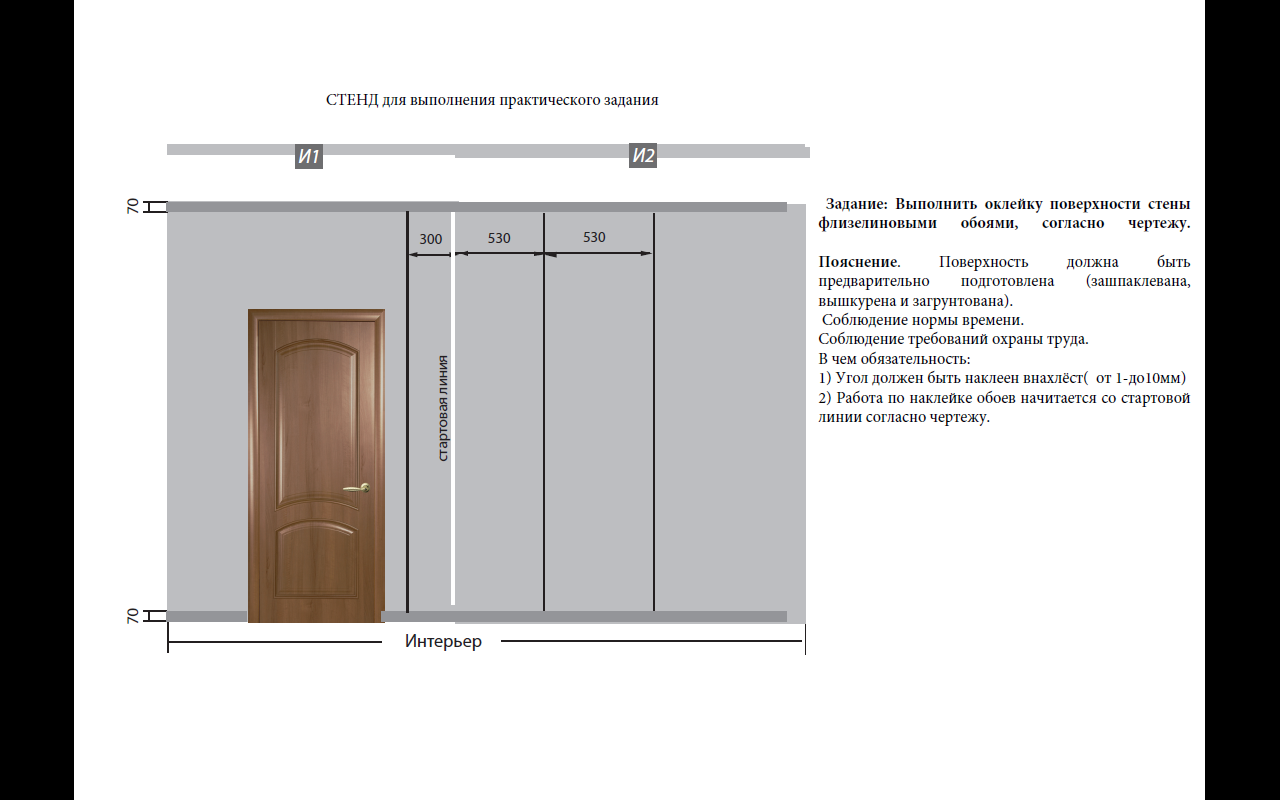 СТЕНД для выполнения практического задания
И1
И2
70
300
530
530
стартовая линия
70
Интерьер
Задание: Выполнить оклейку поверхности стены
флизелиновыми обоями, согласно чертежу.
Пояснение. Поверхность должна быть
предварительно подготовлена (зашпаклевана,
вышкурена и загрунтована).
Соблюдение нормы времени.
Соблюдение требований охраны труда.
В чем обязательность:
1) Угол должен быть наклеен внахлёст( от 1-до10мм)
2) Работа по наклейке обоев начитается со стартовой
линии согласно чертежу.